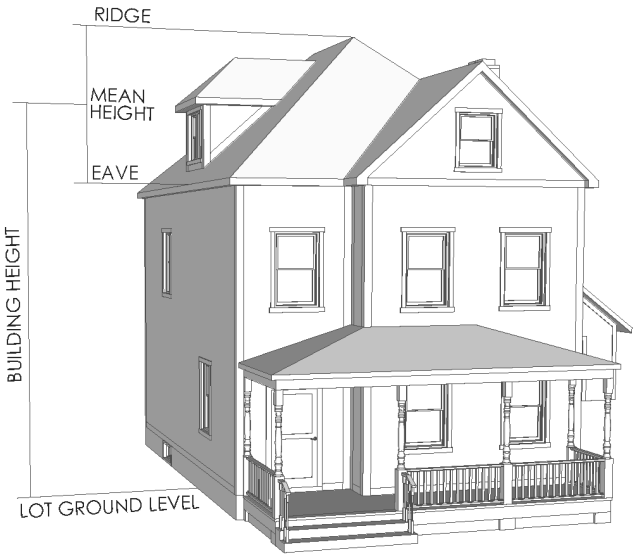 RIDGE
MEAN
HEIGHT
EAVE
BUILDING HEIGHT
LOT GROUND LEVEL